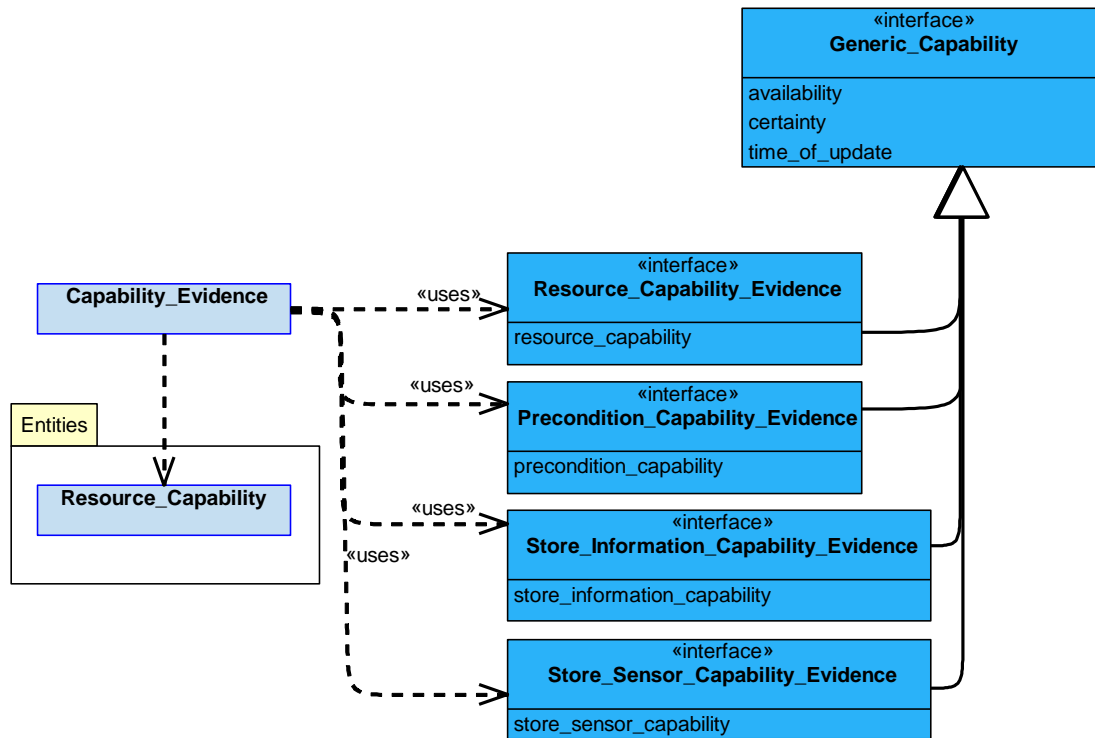 «interface»
Generic_Capability
availability
certainty
time_of_update
Capability_Evidence
«uses»
«interface»
Resource_Capability_Evidence
resource_capability
«uses»
«interface»
Precondition_Capability_Evidence
precondition_capability
Entities
Resource_Capability
«uses»
«interface»
Store_Information_Capability_Evidence
store_information_capability
«uses»
«interface»
Store_Sensor_Capability_Evidence
store_sensor_capability